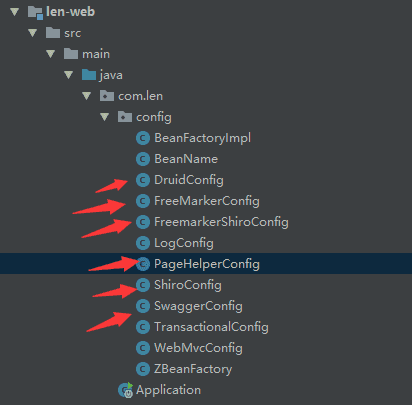 len-web
src
main
java
com.len
config
BeanFactoryImpl
BeanName
DruidConfig
FreeMarkerConfig
FreemarkerShiroConfig
LogConfig
PageHelperConfig
ShiroConfig
SwaggerConfig
TransactionalConfig
WebMvcConfig
ZBeanFactory
Application